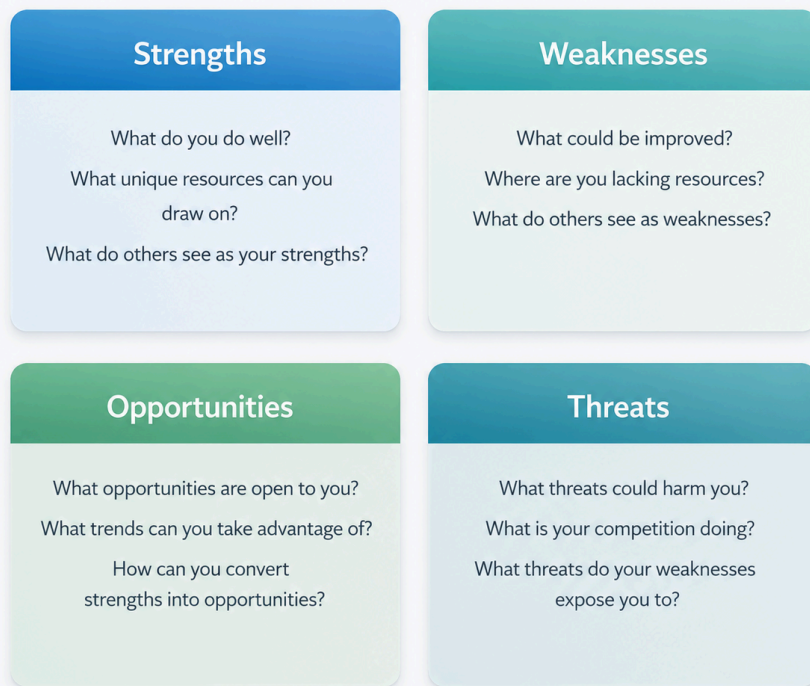 Strengths
What do you do well?
What unique resources can you
draw on?
What do others see as your strengths?
Weaknesses
What could be improved?
Where are you lacking resources?
What do others see as weaknesses?
Opportunities
What opportunities are open to you?
What trends can you take advantage of?
How can you convert
strengths into opportunities?
Threats
What threats could harm you?
What is your competition doing?
What threats do your weaknesses
expose you to?